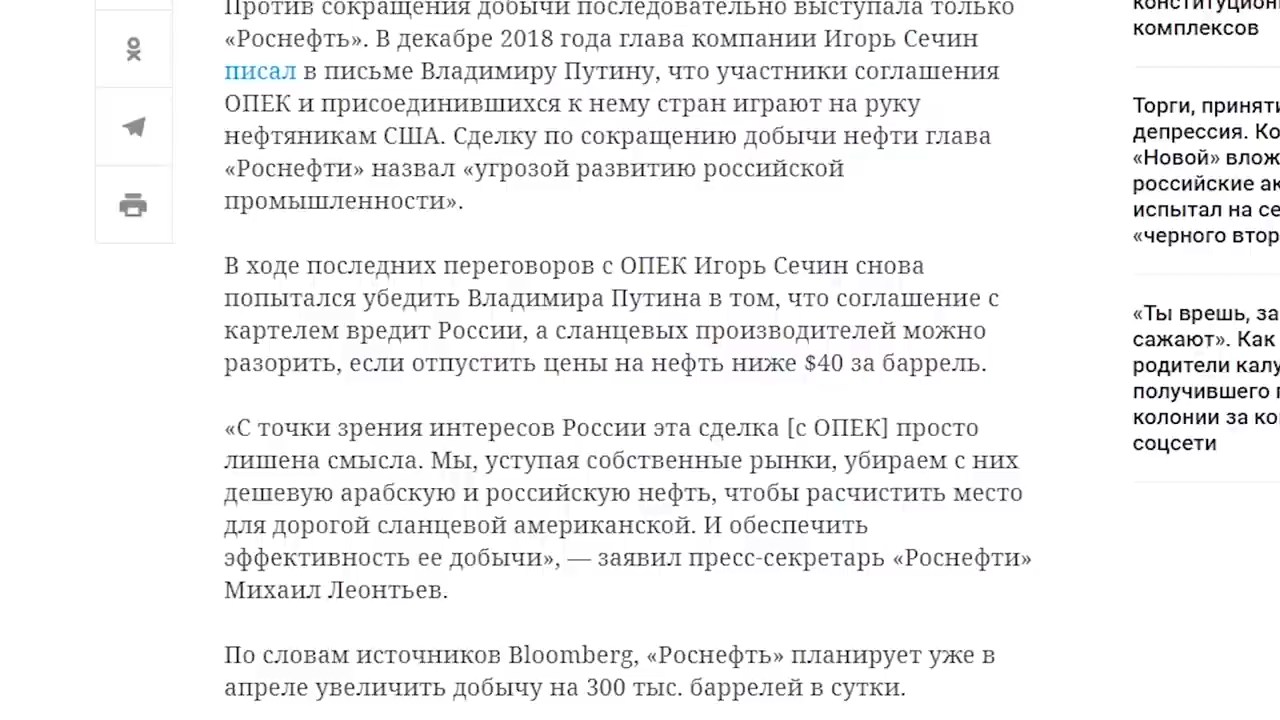 Против сокращения добычи последовательно выступала только
«Роснефть». В декабре 2018 года глава компании Игорь Сечин
писал в письме Владимиру Путину, что участники соглашения
ОПЕК и присоединившихся к нему стран играют на руку
нефтяникам США. Сделку по сокращению добычи нефти глава
«Роснефти» назвал «угрозой развитию российской
промышленности».
В ходе последних переговоров с ОПЕК Игорь Сечин снова
попытался убедить Владимира Путина в том, что соглашение с
картелем вредит России, а сланцевых производителей можно
разорить, если отпустить цены на нефть ниже $40 за баррель.
«С точки зрения интересов России эта сделка [с ОПЕК] просто
лишена смысла. Мы, уступая собственные рынки, убираем с них
дешевую арабскую и российскую нефть, чтобы расчистить место
для дорогой сланцевой американской. И обеспечить
эффективность ее добычи», — заявил пресс-секретарь «Роснефти»
Михаил Леонтьев.
По словам источников Bloomberg, «Роснефть» планирует уже в
апреле увеличить добычу на 300 тыс. баррелей в сутки.
комплексов
Торги, приняти
депрессия. Ко
«Новой» влож
российские ак
испытал на се
«черного втор
«Ты врешь, за
сажают». Как
родители калу
получившего
колонии за ко
соцсети